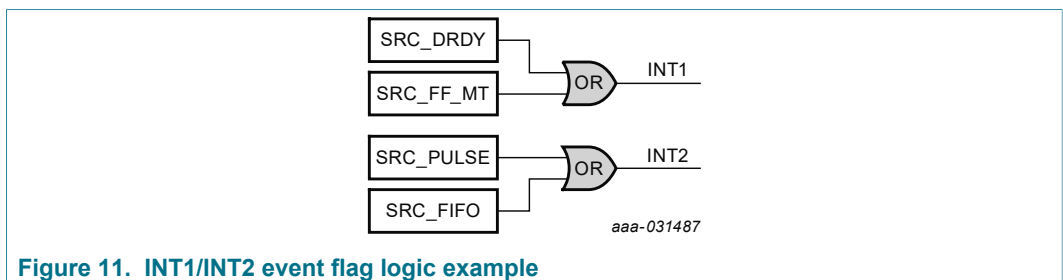 SRC_DRDY
SRC_FF_MT
OR
INT1
SRC_PULSE
SRC_FIFO
OR
INT2
aaa-031487
Figure 11. INT1/INT2 event flag logic example